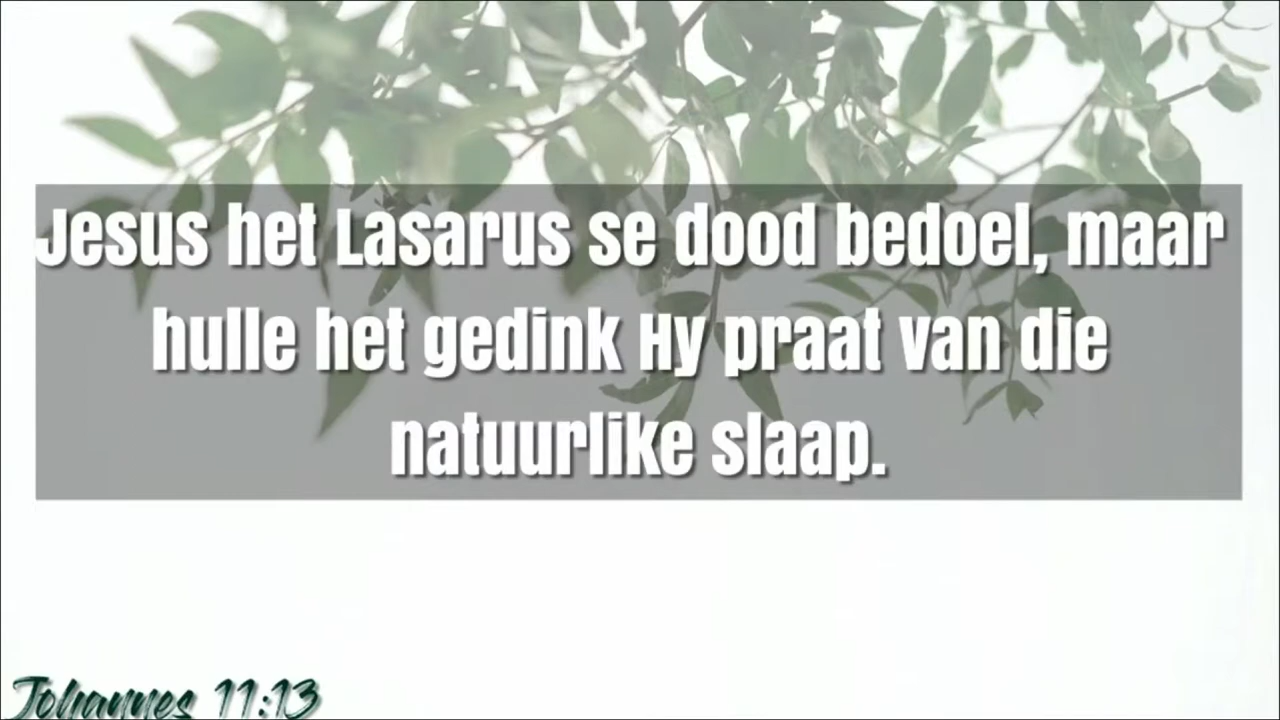 Jesus het Lasarus se dood bedoel, maar
hulle het gedink Hy praat van die
natuurlike slaap.
Johannes 11:13